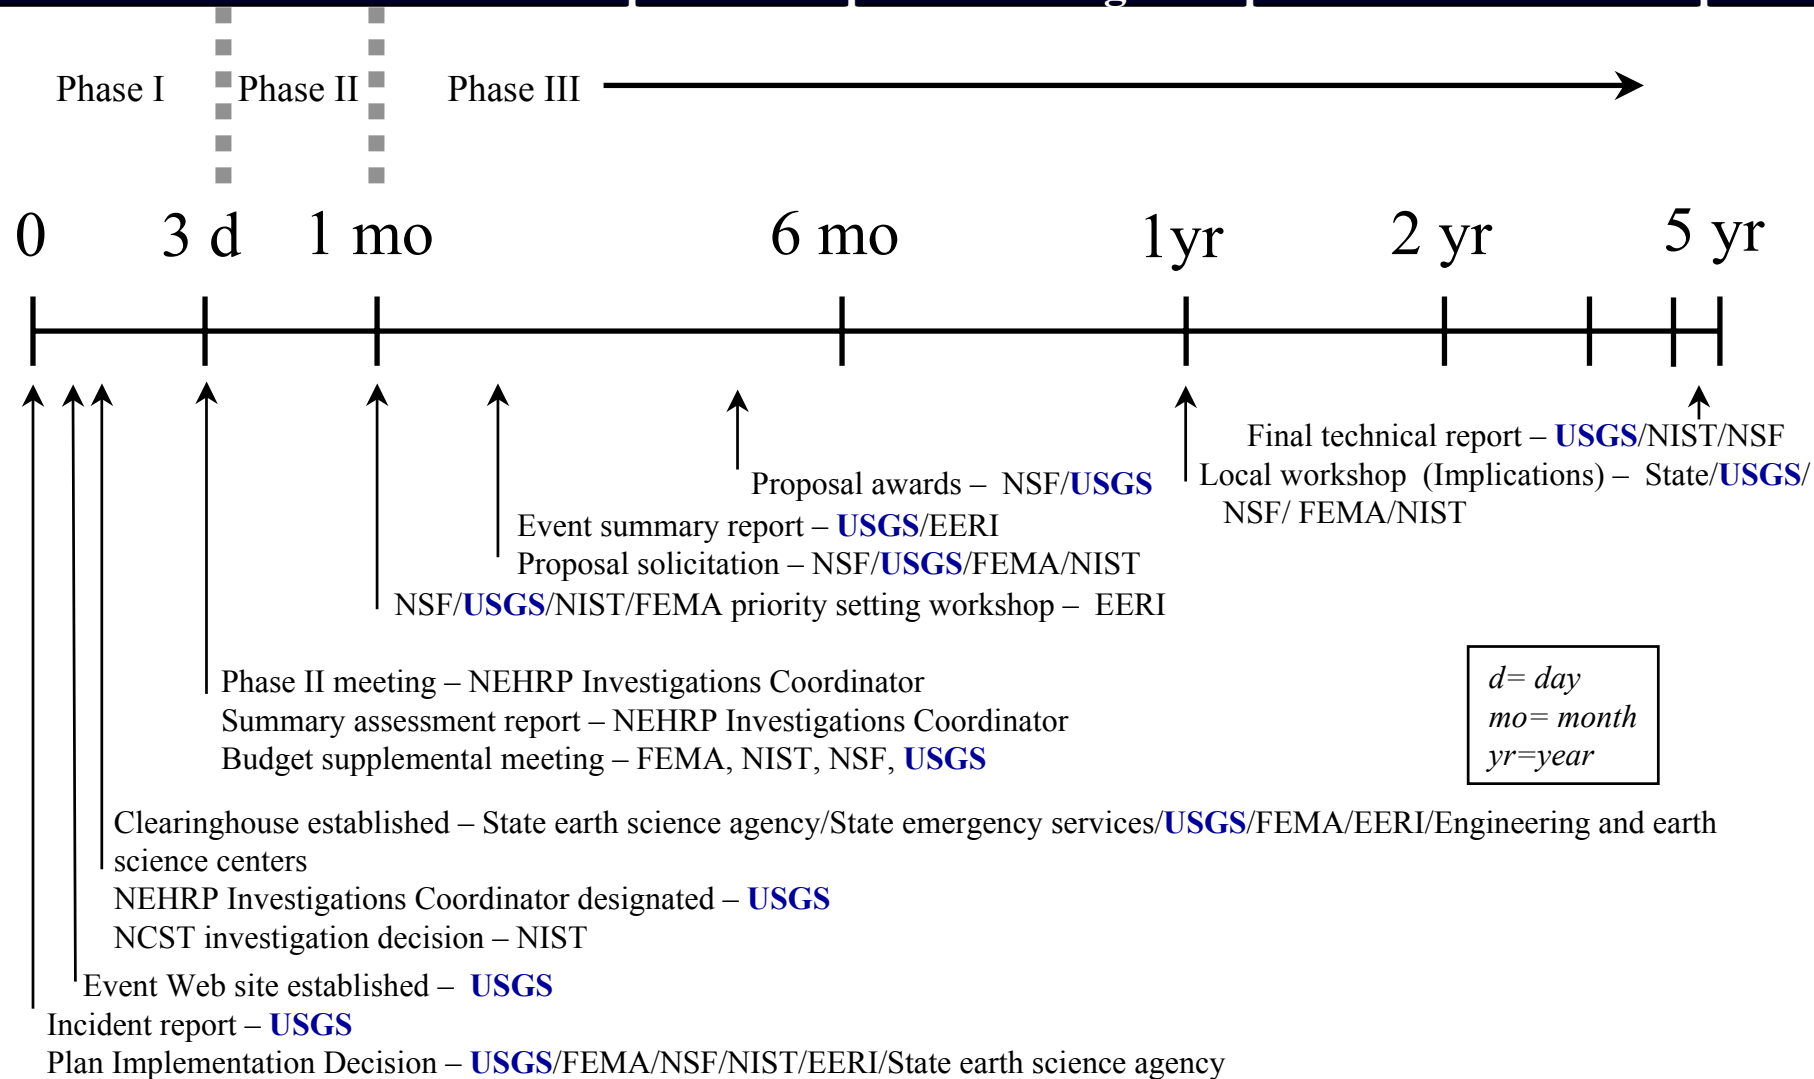 Phase I Phase II Phase III
0 3 d 1 mo 6 mo 1yr 2 yr 5 yr
Final technical report – USGS/NIST/NSF
Local workshop (Implications) – State/USGS/
NSF/ FEMA/NIST
Proposal awards – NSF/USGS
Event summary report – USGS/EERI
Proposal solicitation – NSF/USGS/FEMA/NIST
NSF/USGS/NIST/FEMA priority setting workshop – EERI
Phase II meeting – NEHRP Investigations Coordinator
Summary assessment report – NEHRP Investigations Coordinator
Budget supplemental meeting – FEMA, NIST, NSF, USGS
d= day
mo= month
yr=year
Clearinghouse established – State earth science agency/State emergency services/USGS/FEMA/EERI/Engineering and earth
science centers
NEHRP Investigations Coordinator designated – USGS
NCST investigation decision – NIST
Event Web site established – USGS
Incident report – USGS
Plan Implementation Decision – USGS/FEMA/NSF/NIST/EERI/State earth science agency